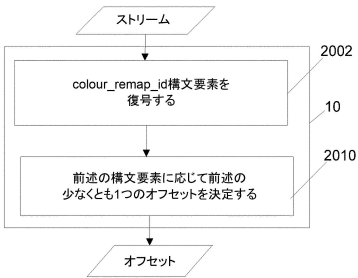 ストリーム
2002
colour_remap_id構文要素を
復号する
10
2010
前述の構文要素に応じて前述の
少なくとも1つのオフセットを決定する
オフセット